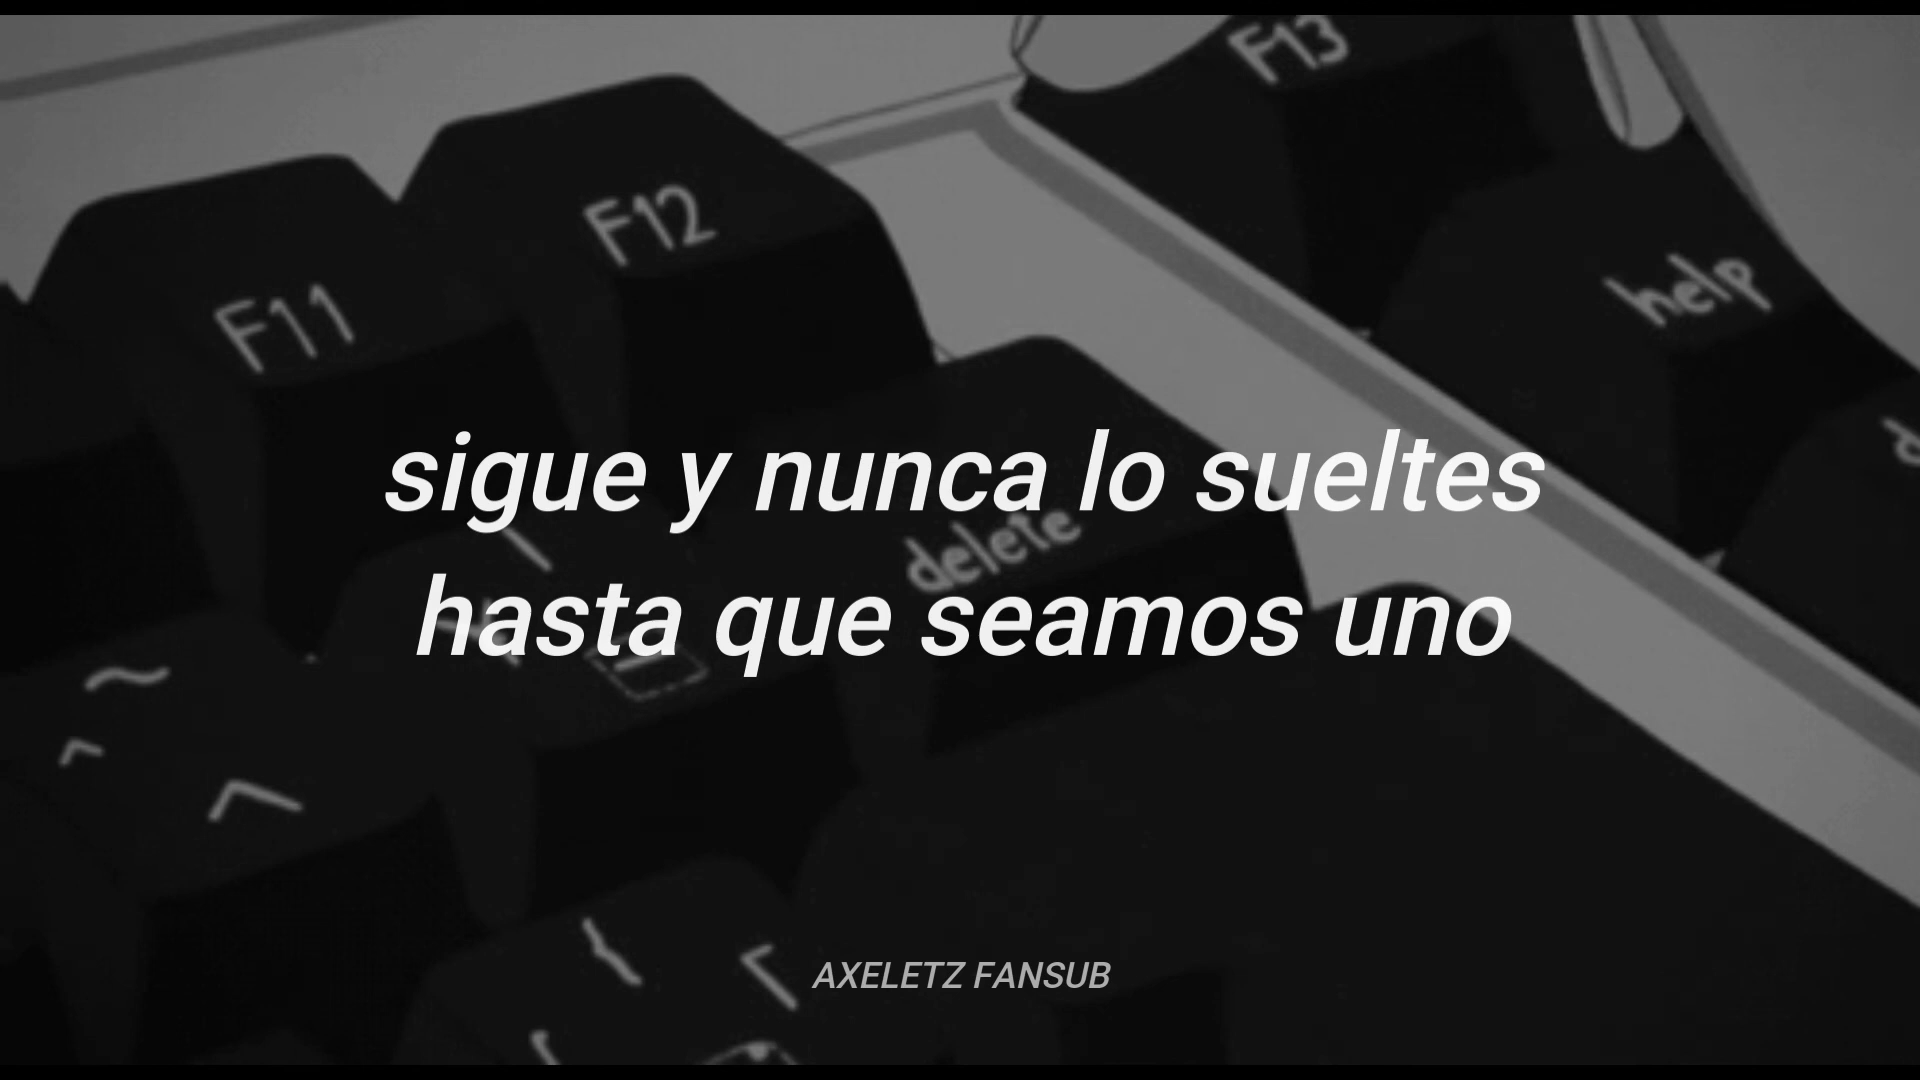 F13
F12
help
F11
sigue y nunca lo sueltes
delete
hasta que seamos uno
AXELETZ FANSUB